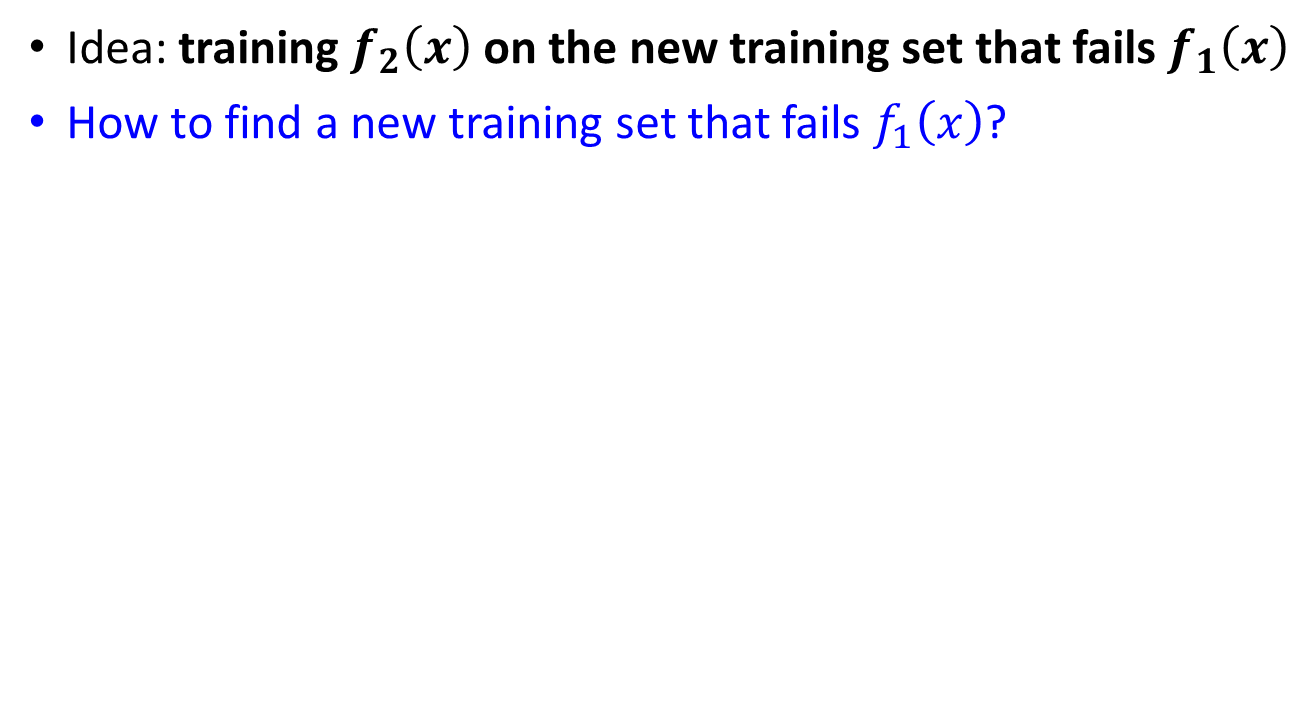 • Idea: training f₂(x) on the new training set that fails f₁(x)
• How to find a new training set that fails f₁(x)?